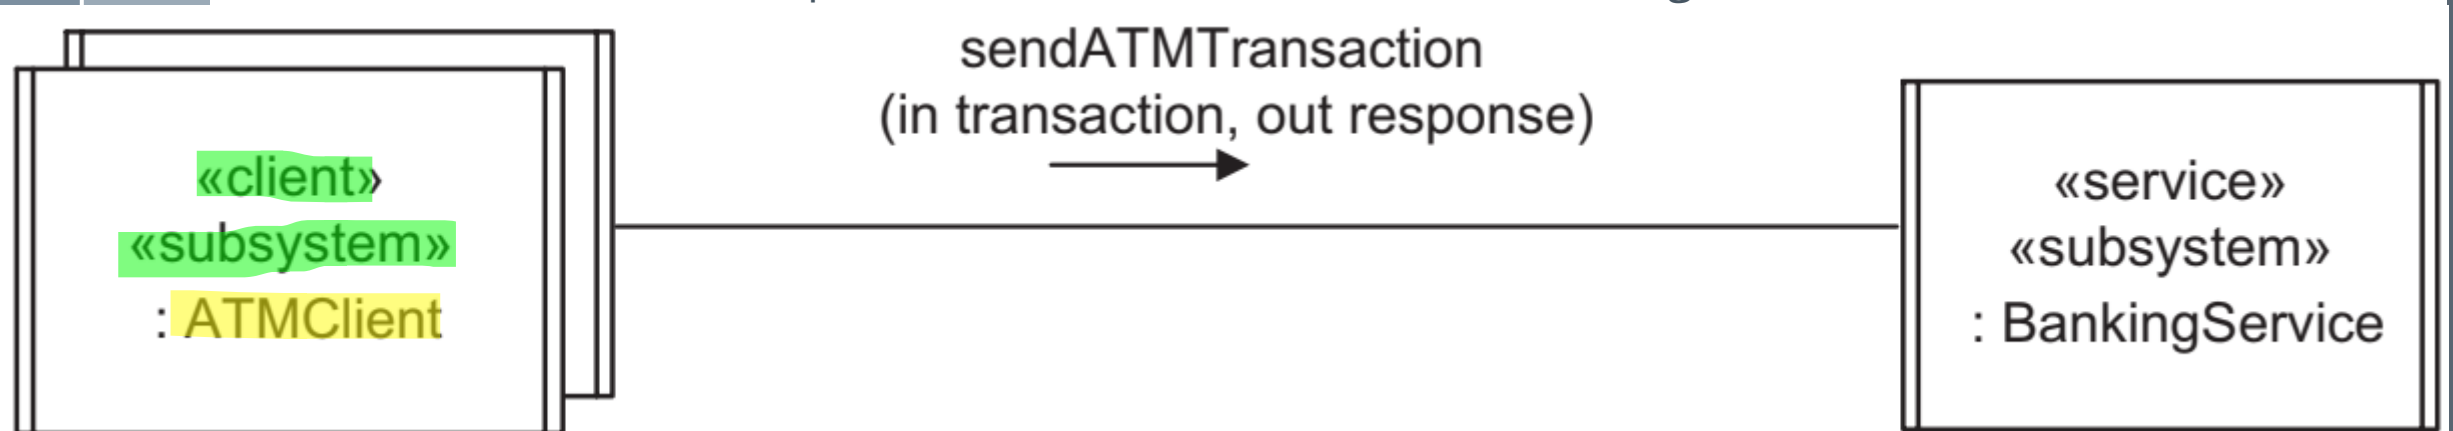 «client»
«subsystem»
: ATMClient
sendATMTransaction
(in transaction, out response)
«service»
«subsystem»
: BankingService